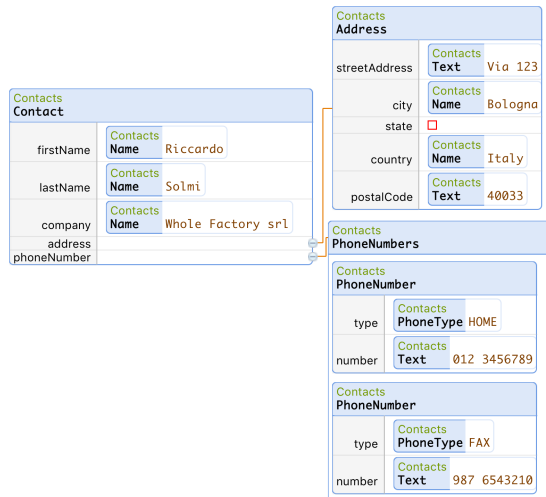 Contacts
Contact
firstName
Contacts
Name Riccardo
lastName
Contacts
Name Solmi
company
Contacts
Name Whole Factory srl
address
phoneNumber
Contacts
Address
streetAddress
Contacts
Text Via 123
city
Contacts
Name Bologna
state
country
Contacts
Name Italy
postalCode
Contacts
Text 40033
Contacts
PhoneNumbers
Contacts
PhoneNumber
type
Contacts
PhoneType HOME
number
Contacts
Text 012 3456789
Contacts
PhoneNumber
type
Contacts
PhoneType FAX
number
Contacts
Text 987 6543210